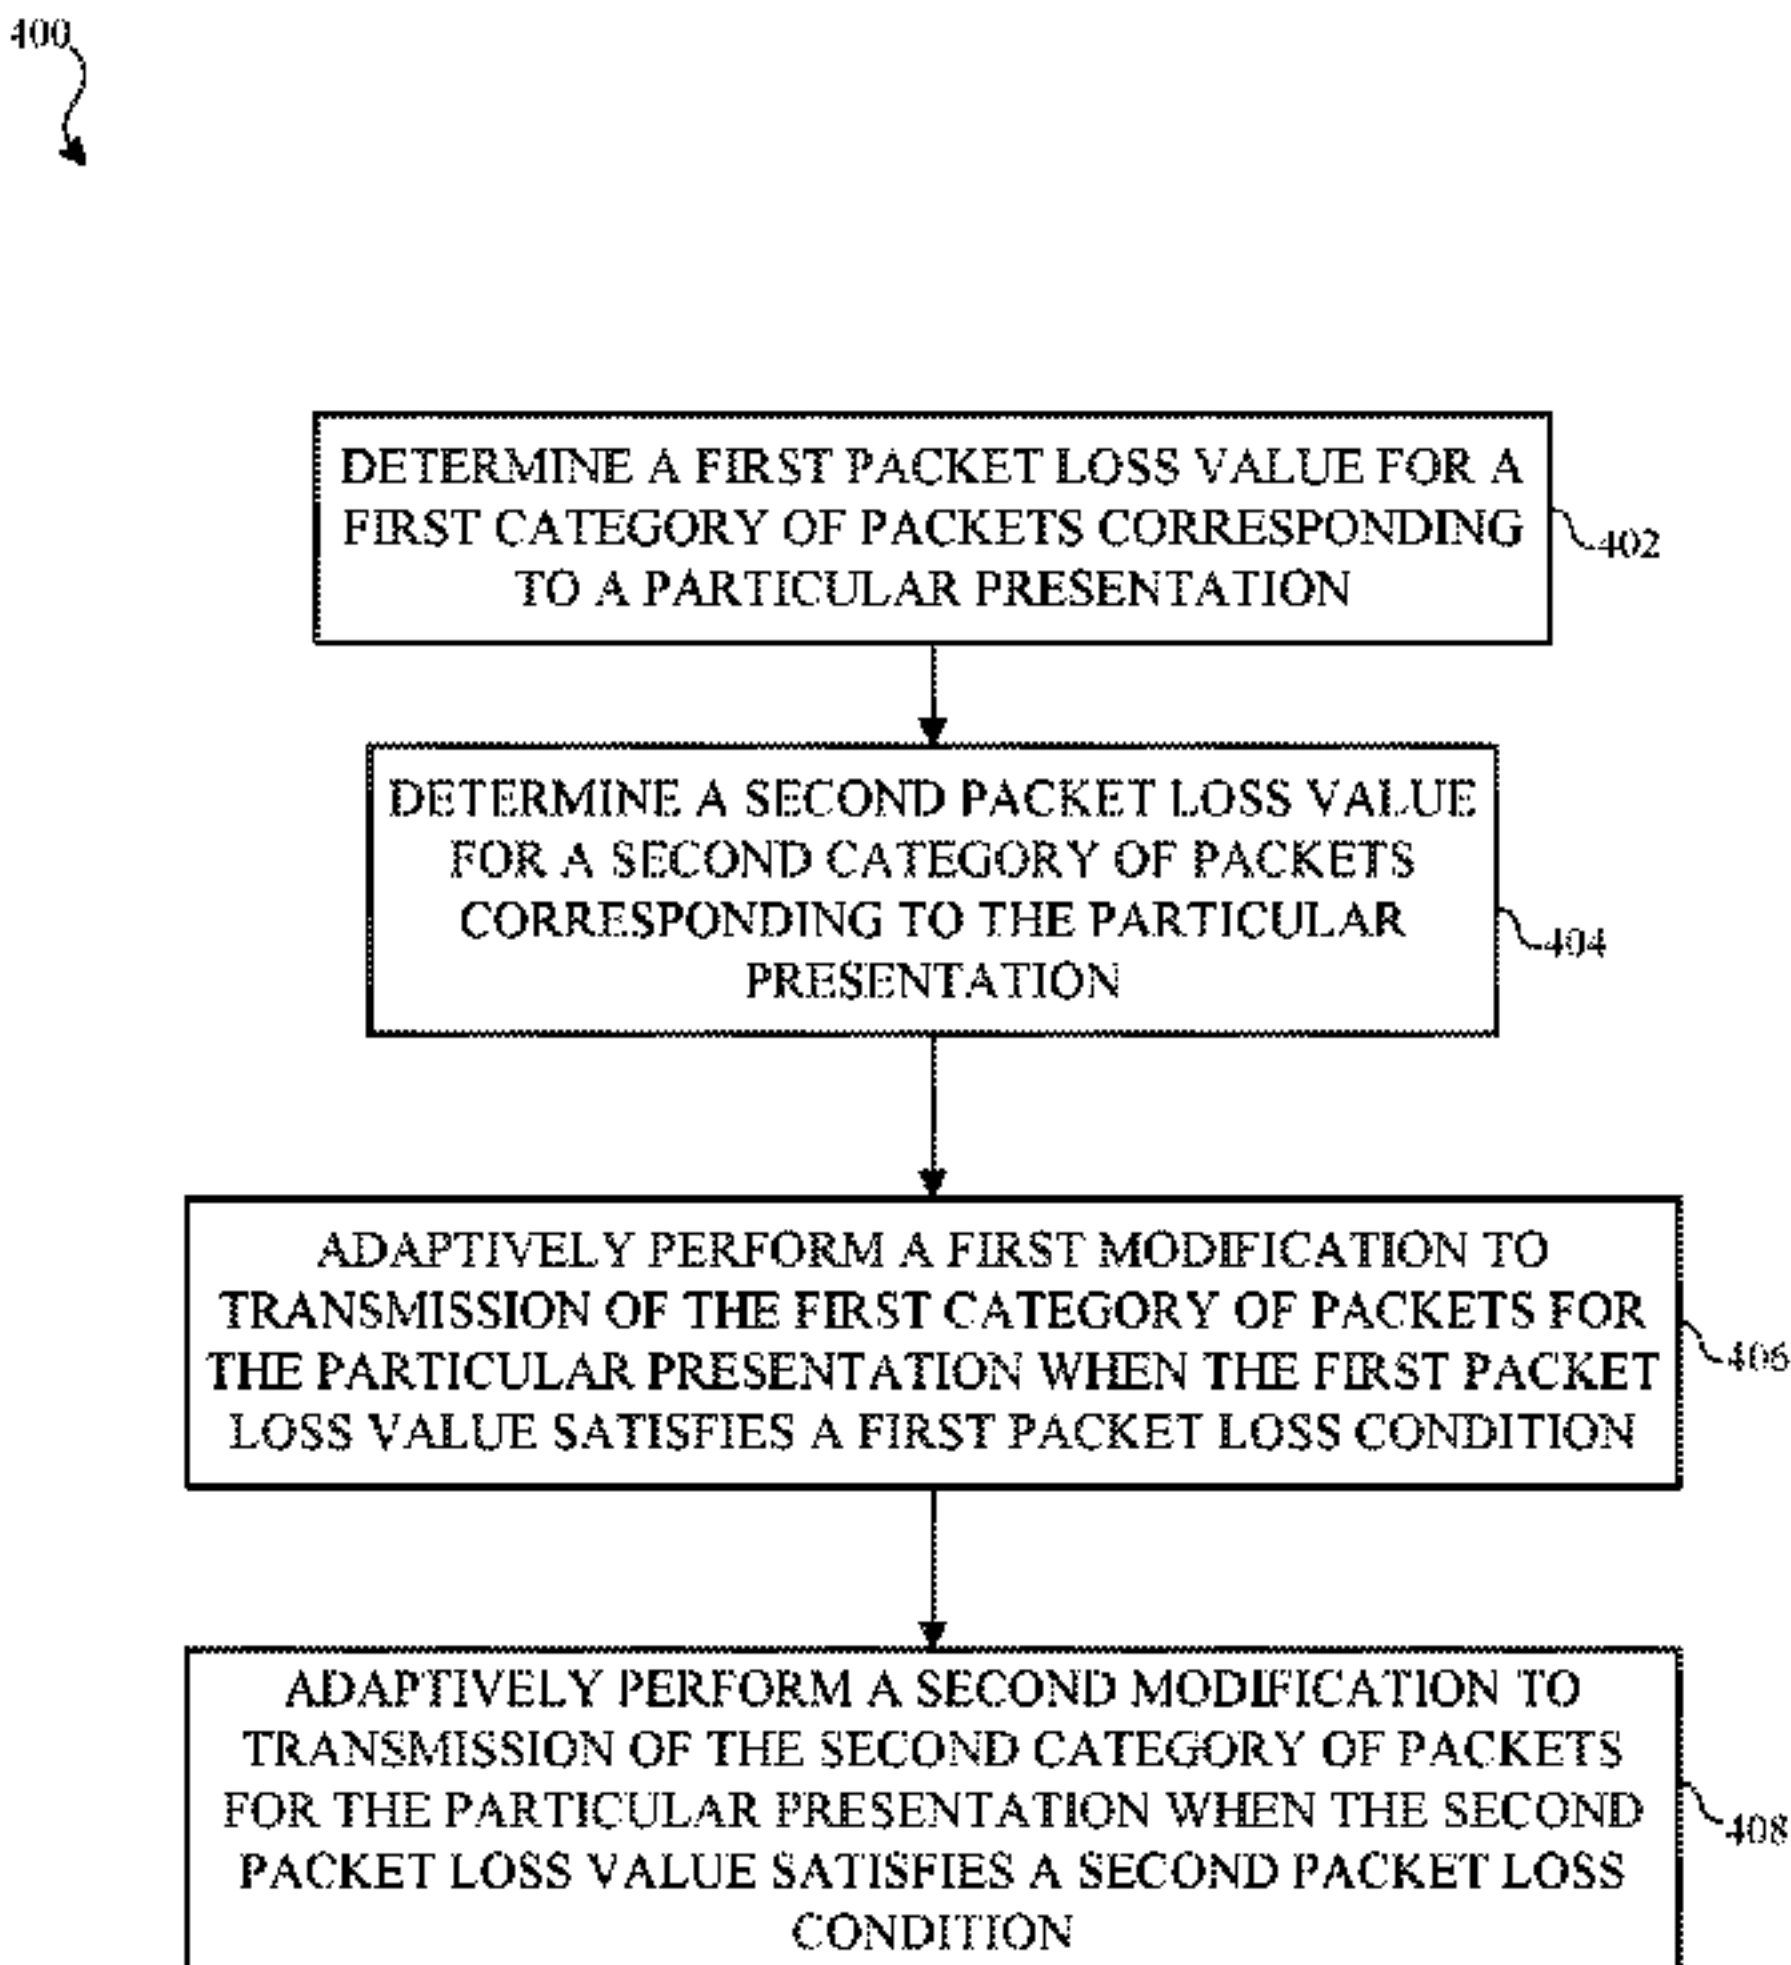 400
DETERMINE A FIRST PACKET LOSS VALUE FOR A
FIRST CATEGORY OF PACKETS CORRESPONDING
TO A PARTICULAR PRESENTATION
402
DETERMINE A SECOND PACKET LOSS VALUE
FOR A SECOND CATEGORY OF PACKETS
CORRESPONDING TO THE PARTICULAR
PRESENTATION
404
ADAPTIVELY PERFORM A FIRST MODIFICATION TO
TRANSMISSION OF THE FIRST CATEGORY OF PACKETS FOR
THE PARTICULAR PRESENTATION WHEN THE FIRST PACKET
LOSS VALUE SATISFIES A FIRST PACKET LOSS CONDITION
406
ADAPTIVELY PERFORM A SECOND MODIFICATION TO
TRANSMISSION OF THE SECOND CATEGORY OF PACKETS
FOR THE PARTICULAR PRESENTATION WHEN THE SECOND
PACKET LOSS VALUE SATISFIES A SECOND PACKET LOSS
CONDITION
408